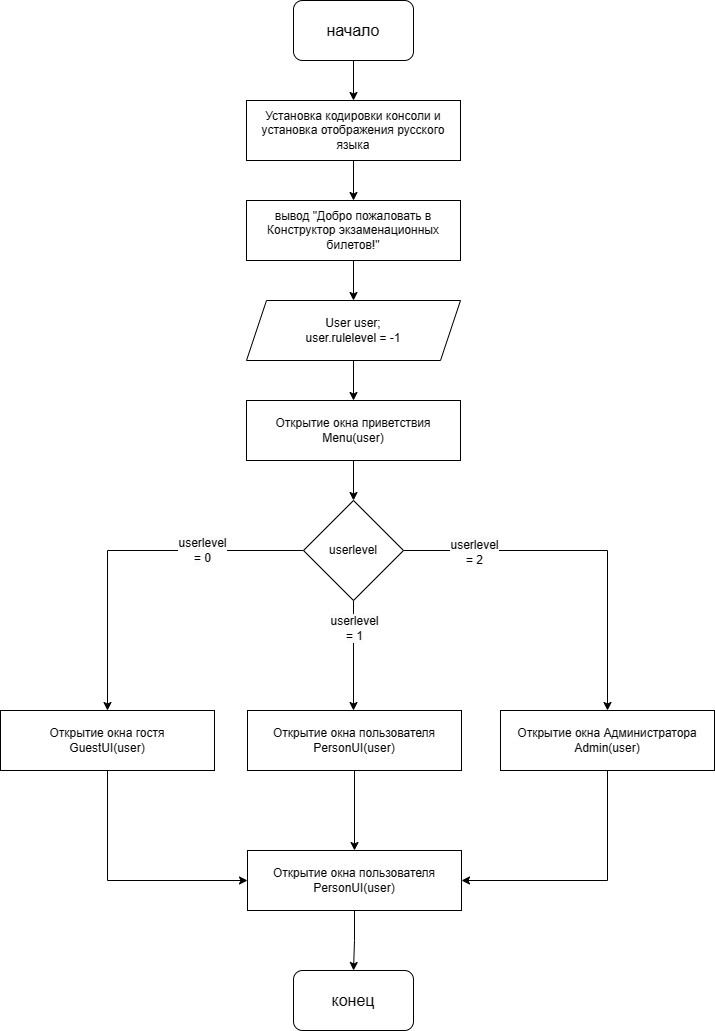 начало
Установка кодировки консоли и
установка отображения русского
языка
вывод "Добро пожаловать в
Конструктор экзаменационных
билетов!"
User user;
user.rulelevel = -1
Открытие окна приветствия
Menu(user)
userlevel
userlevel
= 0
userlevel
= 2
userlevel
= 1
Открытие окна гостя
GuestUI(user)
Открытие окна пользователя
PersonUI(user)
Открытие окна Администратора
Admin(user)
Открытие окна пользователя
PersonUI(user)
конец